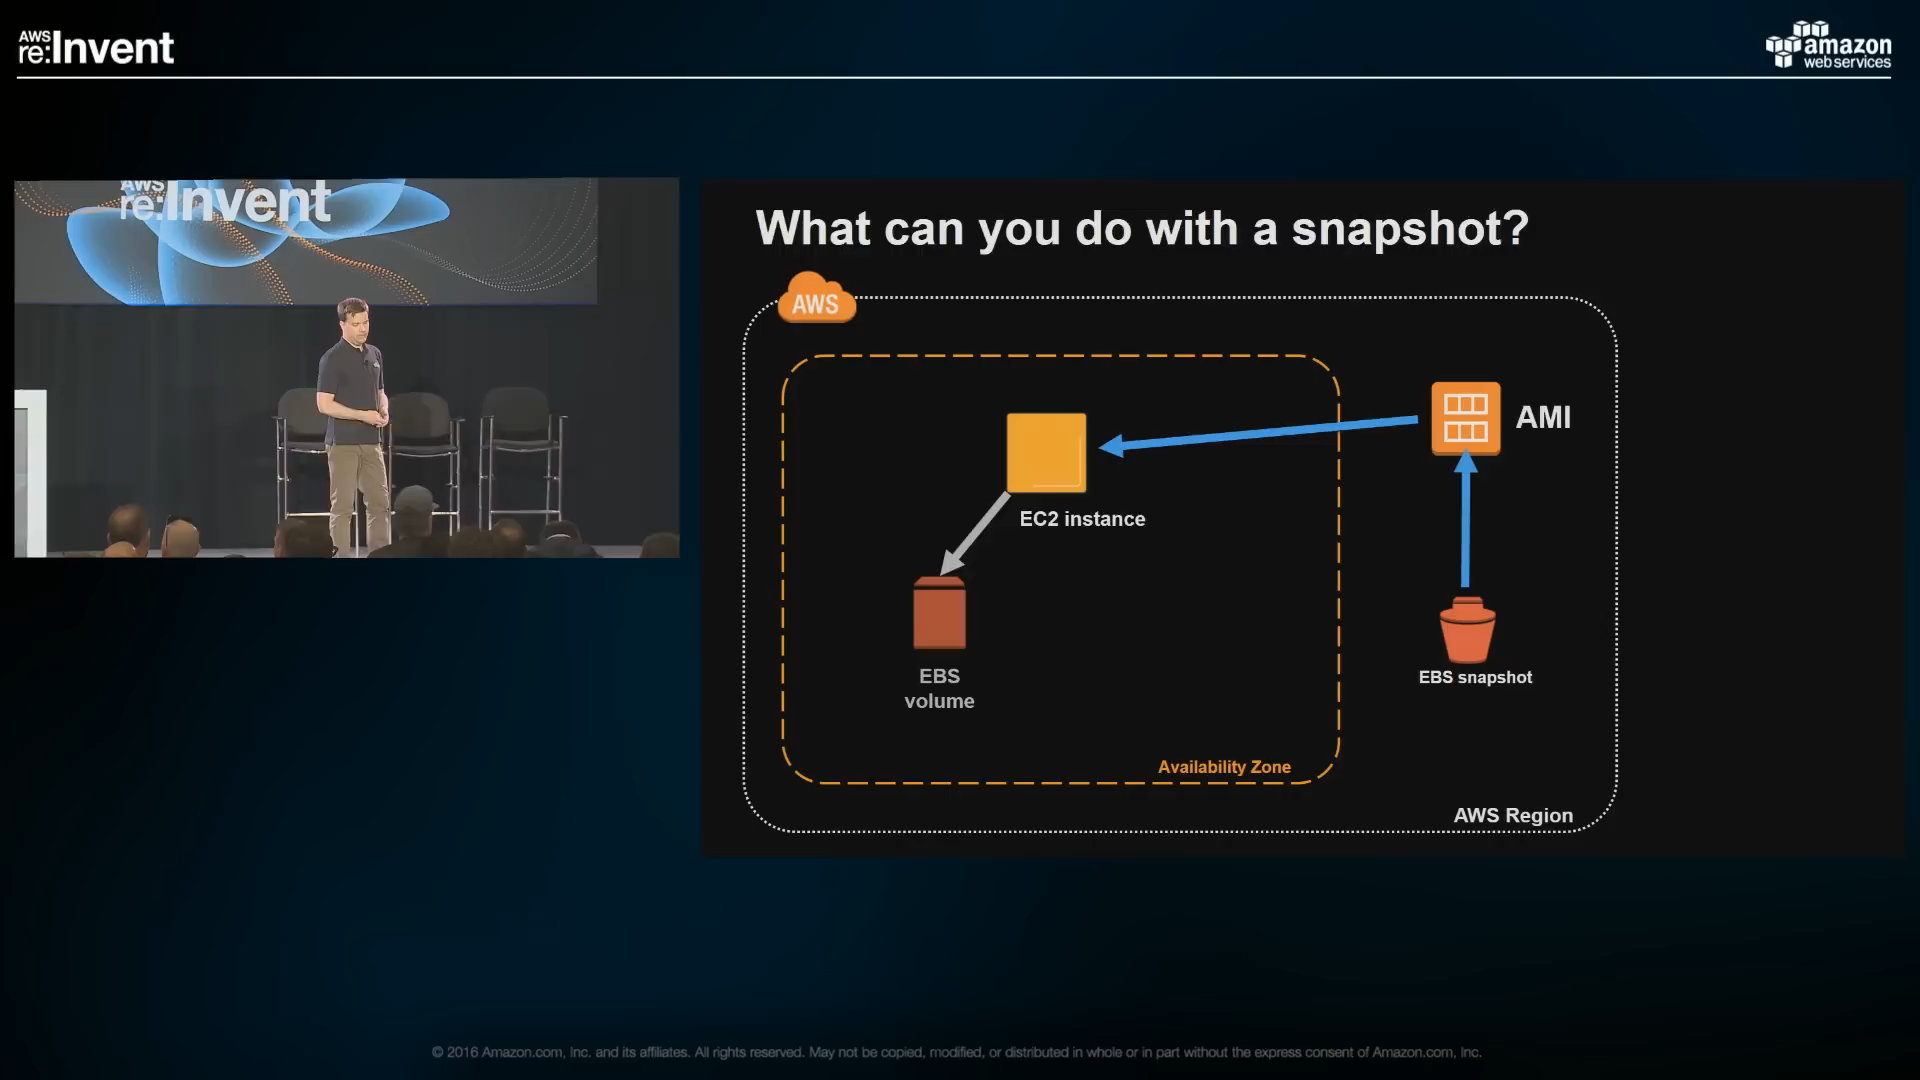 AWS
re:Invent
amazon
web services
AWS
re:Invent
What can you do with a snapshot?
AWS
AMI
EC2 instance
EBS
volume
EBS snapshot
Availability Zone
AWS Region
© 2016 Amazon.com, Inc. and its affiliates. All rights reserved. May not be copied, modified, or distributed in whole or in part without the express consent of Amazon.com, Inc.